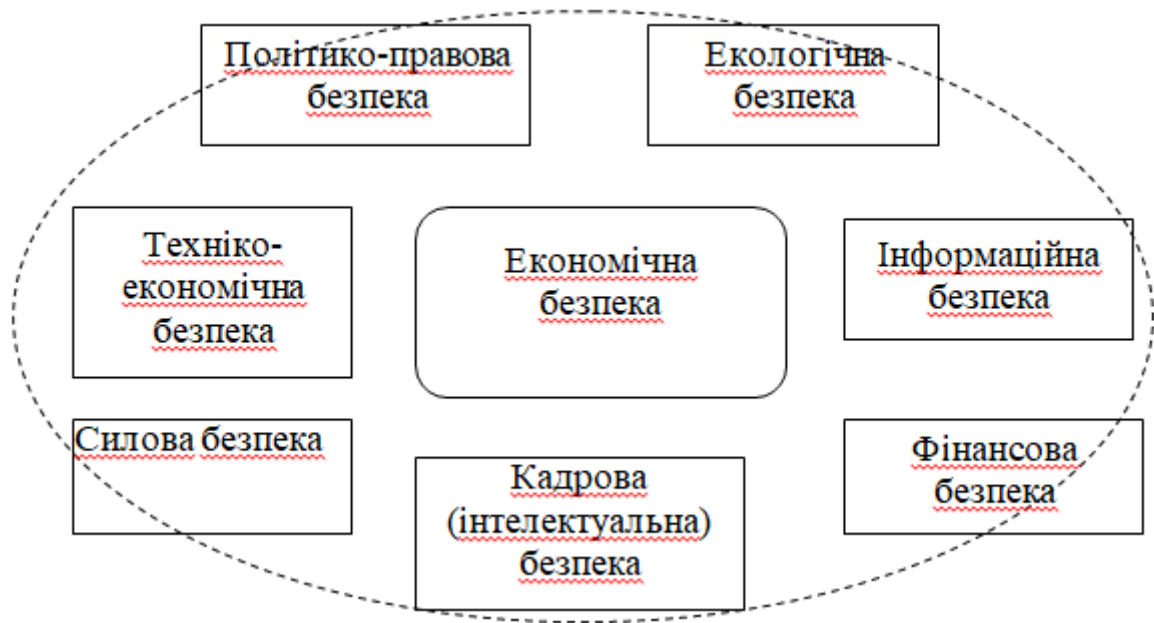 Політико-правова
безпека
Екологічна
безпека
Техніко-
економічна
безпека
Економічна
безпека
Інформаційна
безпека
Силова безпека
Кадрова
(інтелектуальна)
безпека
Фінансова
безпека